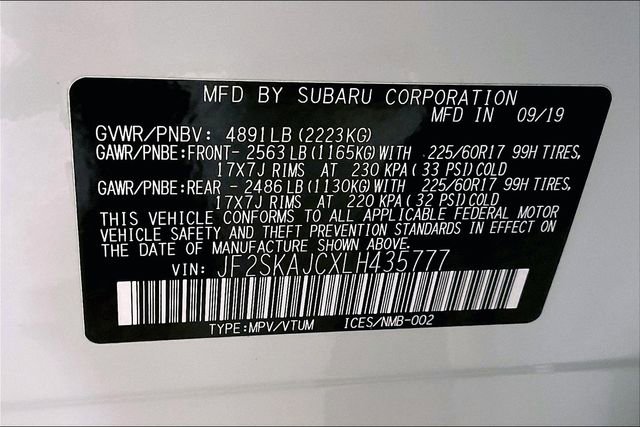 MFD BY SUBARU CORPORATION
MFD IN 09/19
GVWR/PNBV: 4891LB(2223KG)
GAWR/PNBE:FRONT- 2563 LB(1165KG)WITH 225/60R17 99H TIRES,
17X7J RIMS AT 230 KPA(33 PSI)COLD
GAWR/PNBE:REAR - 2486 LB(1130KG)WITH 225/60R17 99H TIRES,
17X7J RIMS AT 220 KPA(32 PSI)COLD
THIS VEHICLE CONFORMS TO ALL APPLICABLE FEDERAL MOTOR
VEHICLE SAFETY AND THEFT PREVENTION STANDARDS IN EFFECT ON
THE DATE OF MANUFACTURE SHOWN ABOVE.
VIN: JF2SKAJCXLH435777
TYPE:MPV/VTUM ICES/NMB-002